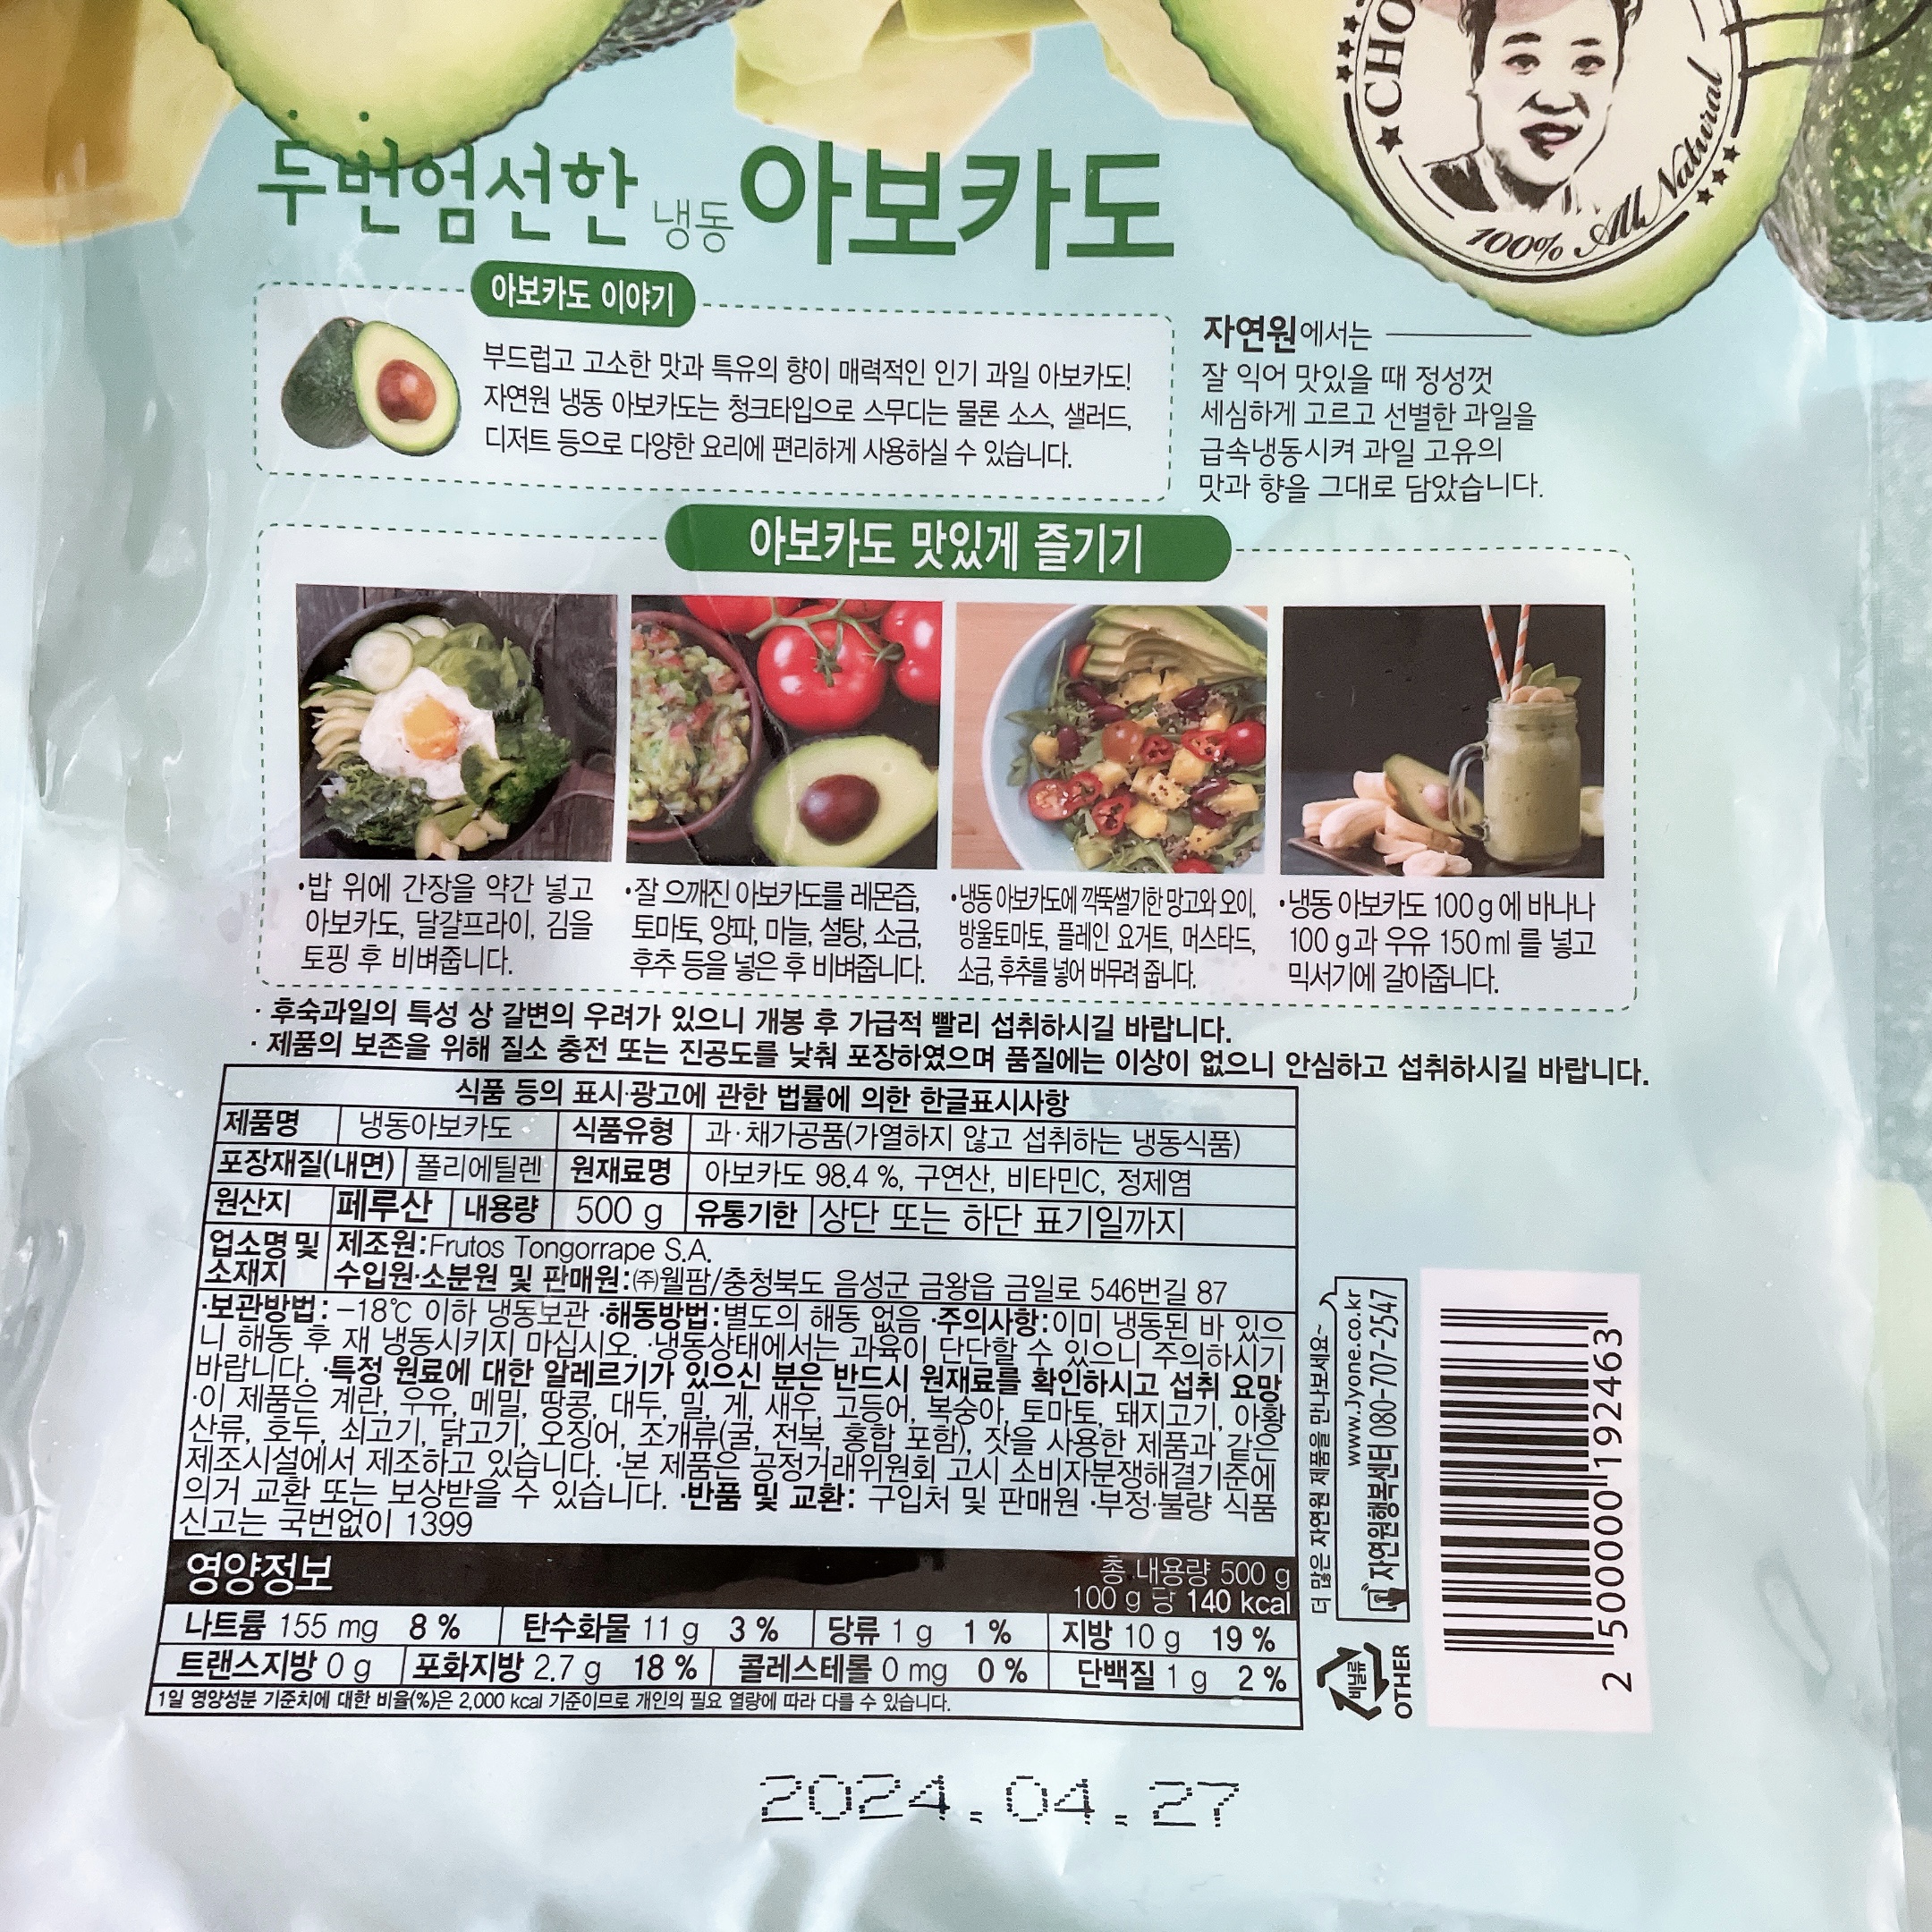 CHO
100% All Natural
두번엄선한 냉동 아보카도
아보카도 이야기
부드럽고 고소한 맛과 특유의 향이 매력적인 인기 과일 아보카도!
자연원 냉동 아보카도는 청크타입으로 스무디는 물론 소스, 샐러드,
디저트 등으로 다양한 요리에 편리하게 사용하실 수 있습니다.
자연원에서는
잘 익어 맛있을 때 정성껏
세심하게 고르고 선별한 과일을
급속냉동시켜 과일 고유의
맛과 향을 그대로 담았습니다.
아보카도 맛있게 즐기기
•밥 위에 간장을 약간 넣고
아보카도, 달걀프라이, 김을
토핑 후 비벼줍니다.
•잘 으깨진 아보카도를 레몬즙,
토마토, 양파, 마늘, 설탕, 소금,
후추 등을 넣은 후 비벼줍니다.
•냉동 아보카도에 깍뚝썰기한 망고와 오이,
방울토마토, 플레인 요거트, 머스타드,
소금, 후추를 넣어 버무려 줍니다.
•냉동 아보카도 100 g 에 바나나
100 g과 우유 150 ml 를 넣고
믹서기에 갈아줍니다.
· 후숙과일의 특성 상 갈변의 우려가 있으니 개봉 후 가급적 빨리 섭취하시길 바랍니다.
· 제품의 보존을 위해 질소 충전 또는 진공도를 낮춰 포장하였으며 품질에는 이상이 없으니 안심하고 섭취하시길 바랍니다.
식품 등의 표시·광고에 관한 법률에 의한 한글표시사항
제품명 냉동아보카도 식품유형 과·채가공품(가열하지 않고 섭취하는 냉동식품)
포장재질(내면) 폴리에틸렌 원재료명 아보카도 98.4 %, 구연산, 비타민C, 정제염
원산지 페루산 내용량 500 g 유통기한 상단 또는 하단 표기일까지
업소명 및 제조원:Frutos Tongorrape S.A.
소재지 수입원·소분원 및 판매원:㈜웰팜/충청북도 음성군 금왕읍 금일로 546번길 87
·보관방법: -18℃ 이하 냉동보관 ·해동방법:별도의 해동 없음 ·주의사항:이미 냉동된 바 있으
니 해동 후 재 냉동시키지 마십시오. ·냉동상태에서는 과육이 단단할 수 있으니 주의하시기
바랍니다. ·특정 원료에 대한 알레르기가 있으신 분은 반드시 원재료를 확인하시고 섭취 요망
·이 제품은 계란, 우유, 메밀, 땅콩, 대두, 밀, 게, 새우, 고등어, 복숭아, 토마토, 돼지고기, 아황
산류, 호두, 쇠고기, 닭고기, 오징어, 조개류(굴, 전복, 홍합 포함), 잣을 사용한 제품과 같은
제조시설에서 제조하고 있습니다. ·본 제품은 공정거래위원회 고시 소비자분쟁해결기준에
의거 교환 또는 보상받을 수 있습니다. ·반품 및 교환: 구입처 및 판매원 ·부정·불량 식품
신고는 국번없이 1399
영양정보
총 내용량 500 g
100 g 당 140 kcal
나트륨 155 mg 8 % 탄수화물 11 g 3 % 당류 1 g 1 % 지방 10 g 19 %
트랜스지방 0 g 포화지방 2.7 g 18 % 콜레스테롤 0 mg 0 % 단백질 1 g 2 %
1일 영양성분 기준치에 대한 비율(%)은 2,000 kcal 기준이므로 개인의 필요 열량에 따라 다를 수 있습니다.
더 많은 자연원 제품을 만나보세요~
www.Jyone.co.kr
자연원행복센터 080-707-2547
비닐류
OTHER
2 500000 192463
2024.04.27